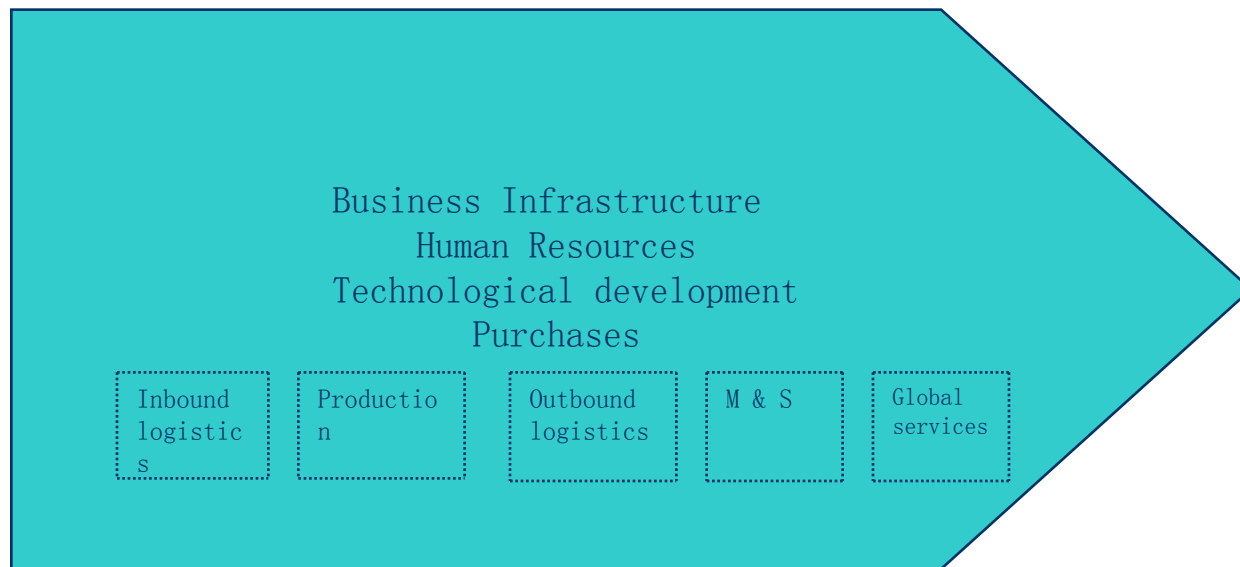 Business Infrastructure
Human Resources
Technological development
Purchases
Inbound
logistic
s
Productio
n
Outbound
logistics
M & S
Global
services